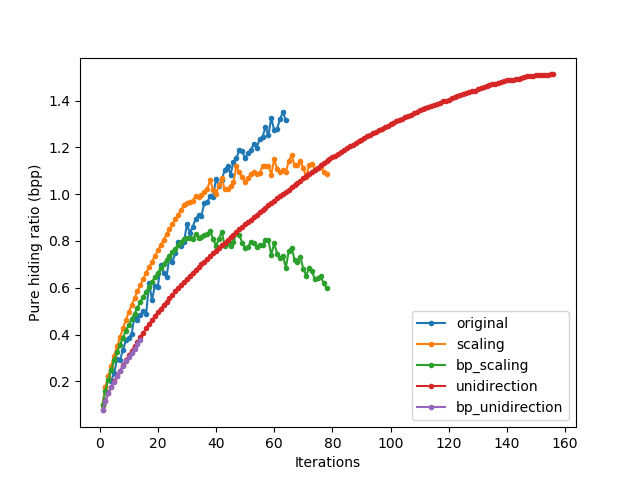 Pure hiding ratio (bpp)
1.4
1.2
1.0
0.8
0.6
0.4
0.2
original
scaling
bp_scaling
unidirection
bp_unidirection
0 20 40 60 80 100 120 140 160
Iterations